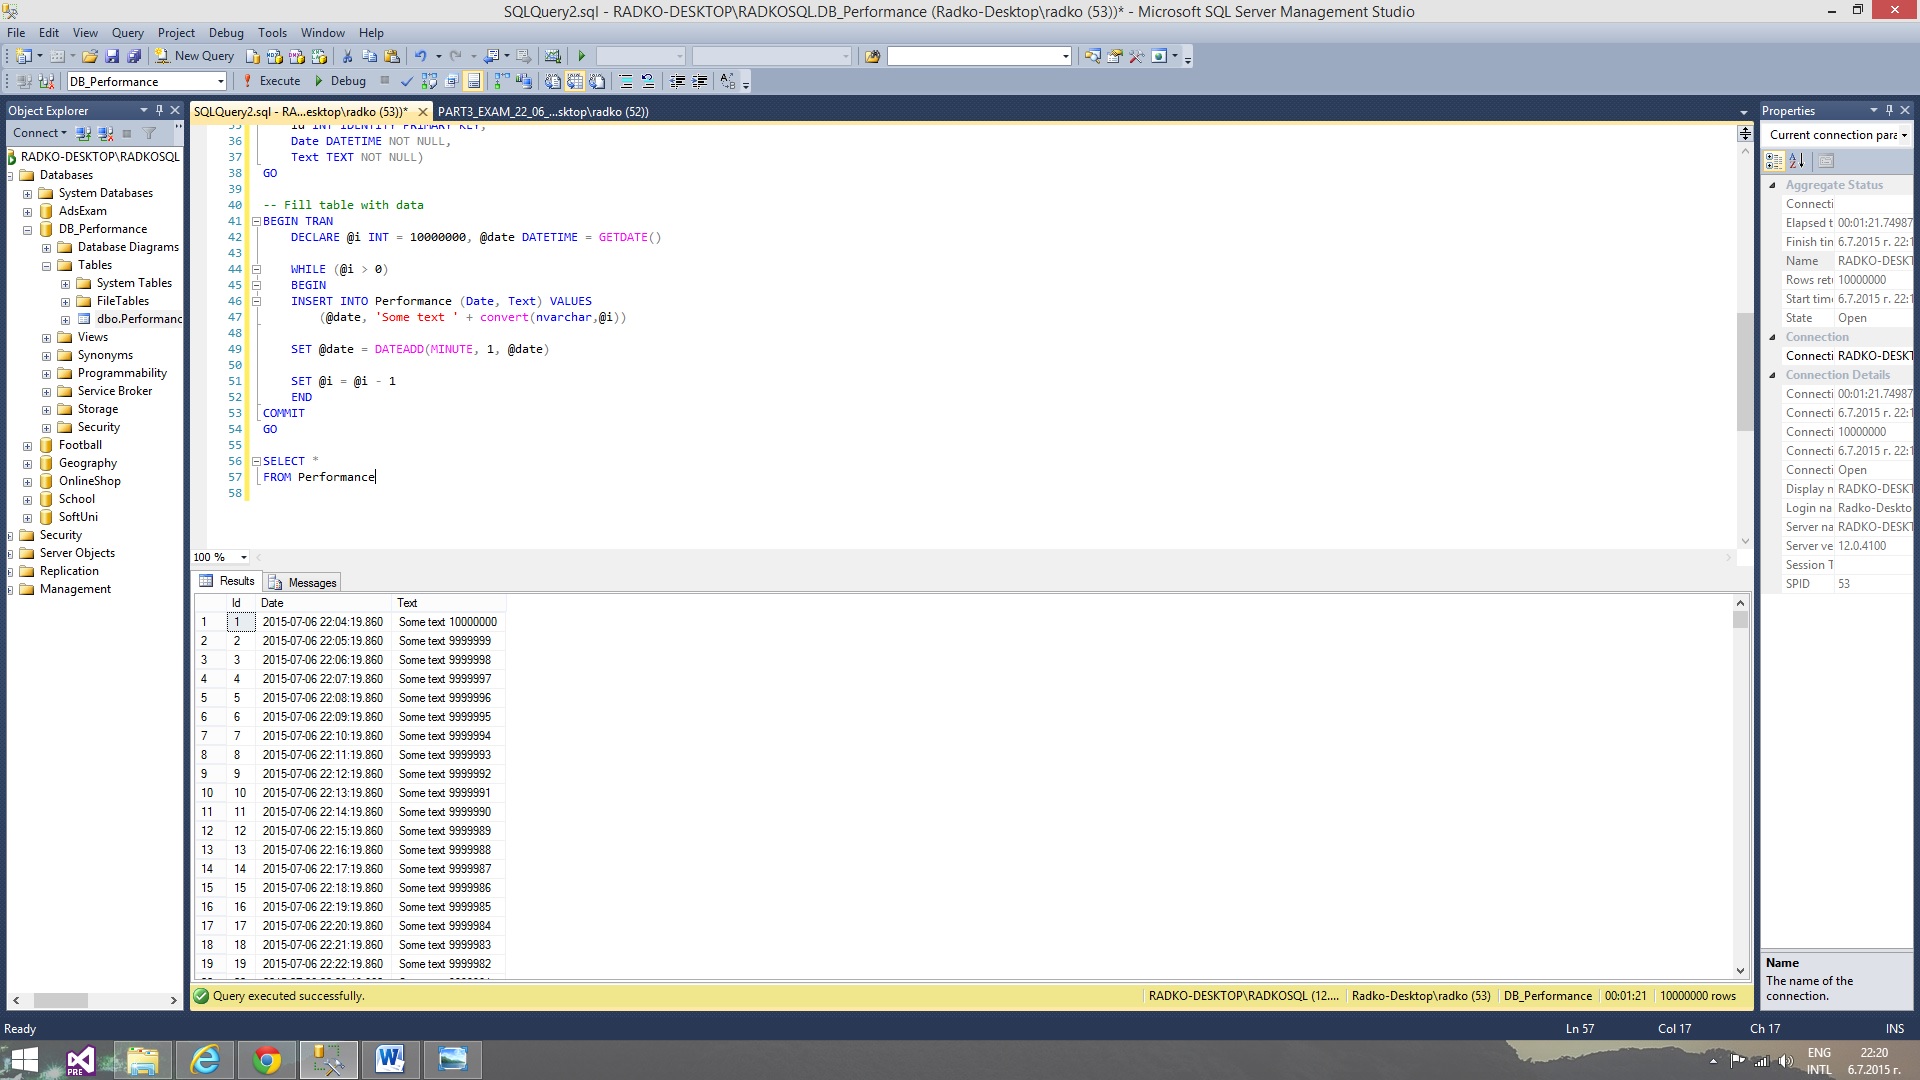 SQLQuery2.sql - RADKO-DESKTOP\RADKOSQL.DB_Performance (Radko-Desktop\radko (53))* - Microsoft SQL Server Management Studio
File Edit View Query Project Debug Tools Window Help
New Query
DB_Performance Execute Debug
Object Explorer
Connect
RADKO-DESKTOP\RADKOSQL
Databases
System Databases
AdsExam
DB_Performance
Database Diagrams
Tables
System Tables
FileTables
dbo.Performanc
Views
Synonyms
Programmability
Service Broker
Storage
Security
Football
Geography
OnlineShop
School
SoftUni
Security
Server Objects
Replication
Management
SQLQuery2.sql - RA...esktop\radko (53))* PART3_EXAM_22_06_...sktop\radko (52))
35 Id INT IDENTITY PRIMARY KEY,
36 Date DATETIME NOT NULL,
37 Text TEXT NOT NULL)
38 GO
39
40 -- Fill table with data
41 BEGIN TRAN
42 DECLARE @i INT = 10000000, @date DATETIME = GETDATE()
43
44 WHILE (@i > 0)
45 BEGIN
46 INSERT INTO Performance (Date, Text) VALUES
47 (@date, 'Some text ' + convert(nvarchar,@i))
48
49 SET @date = DATEADD(MINUTE, 1, @date)
50
51 SET @i = @i - 1
52 END
53 COMMIT
54 GO
55
56 SELECT *
57 FROM Performance
58
100 %
Results Messages
Id Date Text
1 1 2015-07-06 22:04:19.860 Some text 10000000
2 2 2015-07-06 22:05:19.860 Some text 9999999
3 3 2015-07-06 22:06:19.860 Some text 9999998
4 4 2015-07-06 22:07:19.860 Some text 9999997
5 5 2015-07-06 22:08:19.860 Some text 9999996
6 6 2015-07-06 22:09:19.860 Some text 9999995
7 7 2015-07-06 22:10:19.860 Some text 9999994
8 8 2015-07-06 22:11:19.860 Some text 9999993
9 9 2015-07-06 22:12:19.860 Some text 9999992
10 10 2015-07-06 22:13:19.860 Some text 9999991
11 11 2015-07-06 22:14:19.860 Some text 9999990
12 12 2015-07-06 22:15:19.860 Some text 9999989
13 13 2015-07-06 22:16:19.860 Some text 9999988
14 14 2015-07-06 22:17:19.860 Some text 9999987
15 15 2015-07-06 22:18:19.860 Some text 9999986
16 16 2015-07-06 22:19:19.860 Some text 9999985
17 17 2015-07-06 22:20:19.860 Some text 9999984
18 18 2015-07-06 22:21:19.860 Some text 9999983
19 19 2015-07-06 22:22:19.860 Some text 9999982
Query executed successfully. RADKO-DESKTOP\RADKOSQL (12.... Radko-Desktop\radko (53) DB_Performance 00:01:21 10000000 rows
Properties
Current connection para
Aggregate Status
Connecti
Elapsed t 00:01:21.74987
Finish tin 6.7.2015 г. 22:1
Name RADKO-DESKT
Rows ret 10000000
Start time 6.7.2015 г. 22:1
State Open
Connection
Connecti RADKO-DESKT
Connection Details
Connecti 00:01:21.74987
Connecti 6.7.2015 г. 22:1
Connecti 10000000
Connecti 6.7.2015 г. 22:1
Connecti Open
Display n RADKO-DESKT
Login na Radko-Deskto
Server na RADKO-DESKT
Server ve 12.0.4100
Session T
SPID 53
Name
The name of the
connection.
Ready Ln 57 Col 17 Ch 17 INS
PRE
ENG
INTL
22:20
6.7.2015 г.